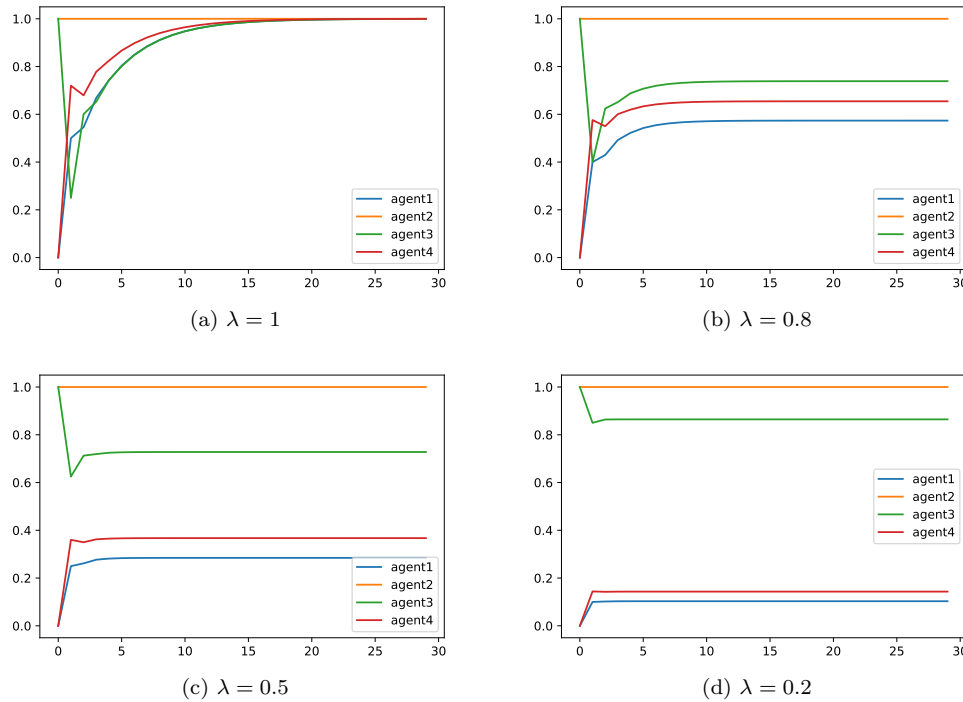 1.0
0.8
0.6
0.4
0.2
0.0
agent1
agent2
agent3
agent4
0 5 10 15 20 25 30
(a) λ = 1
1.0
0.8
0.6
0.4
0.2
0.0
agent1
agent2
agent3
agent4
0 5 10 15 20 25 30
(b) λ = 0.8
1.0
0.8
0.6
0.4
0.2
0.0
agent1
agent2
agent3
agent4
0 5 10 15 20 25 30
(c) λ = 0.5
1.0
0.8
0.6
0.4
0.2
0.0
agent1
agent2
agent3
agent4
0 5 10 15 20 25 30
(d) λ = 0.2